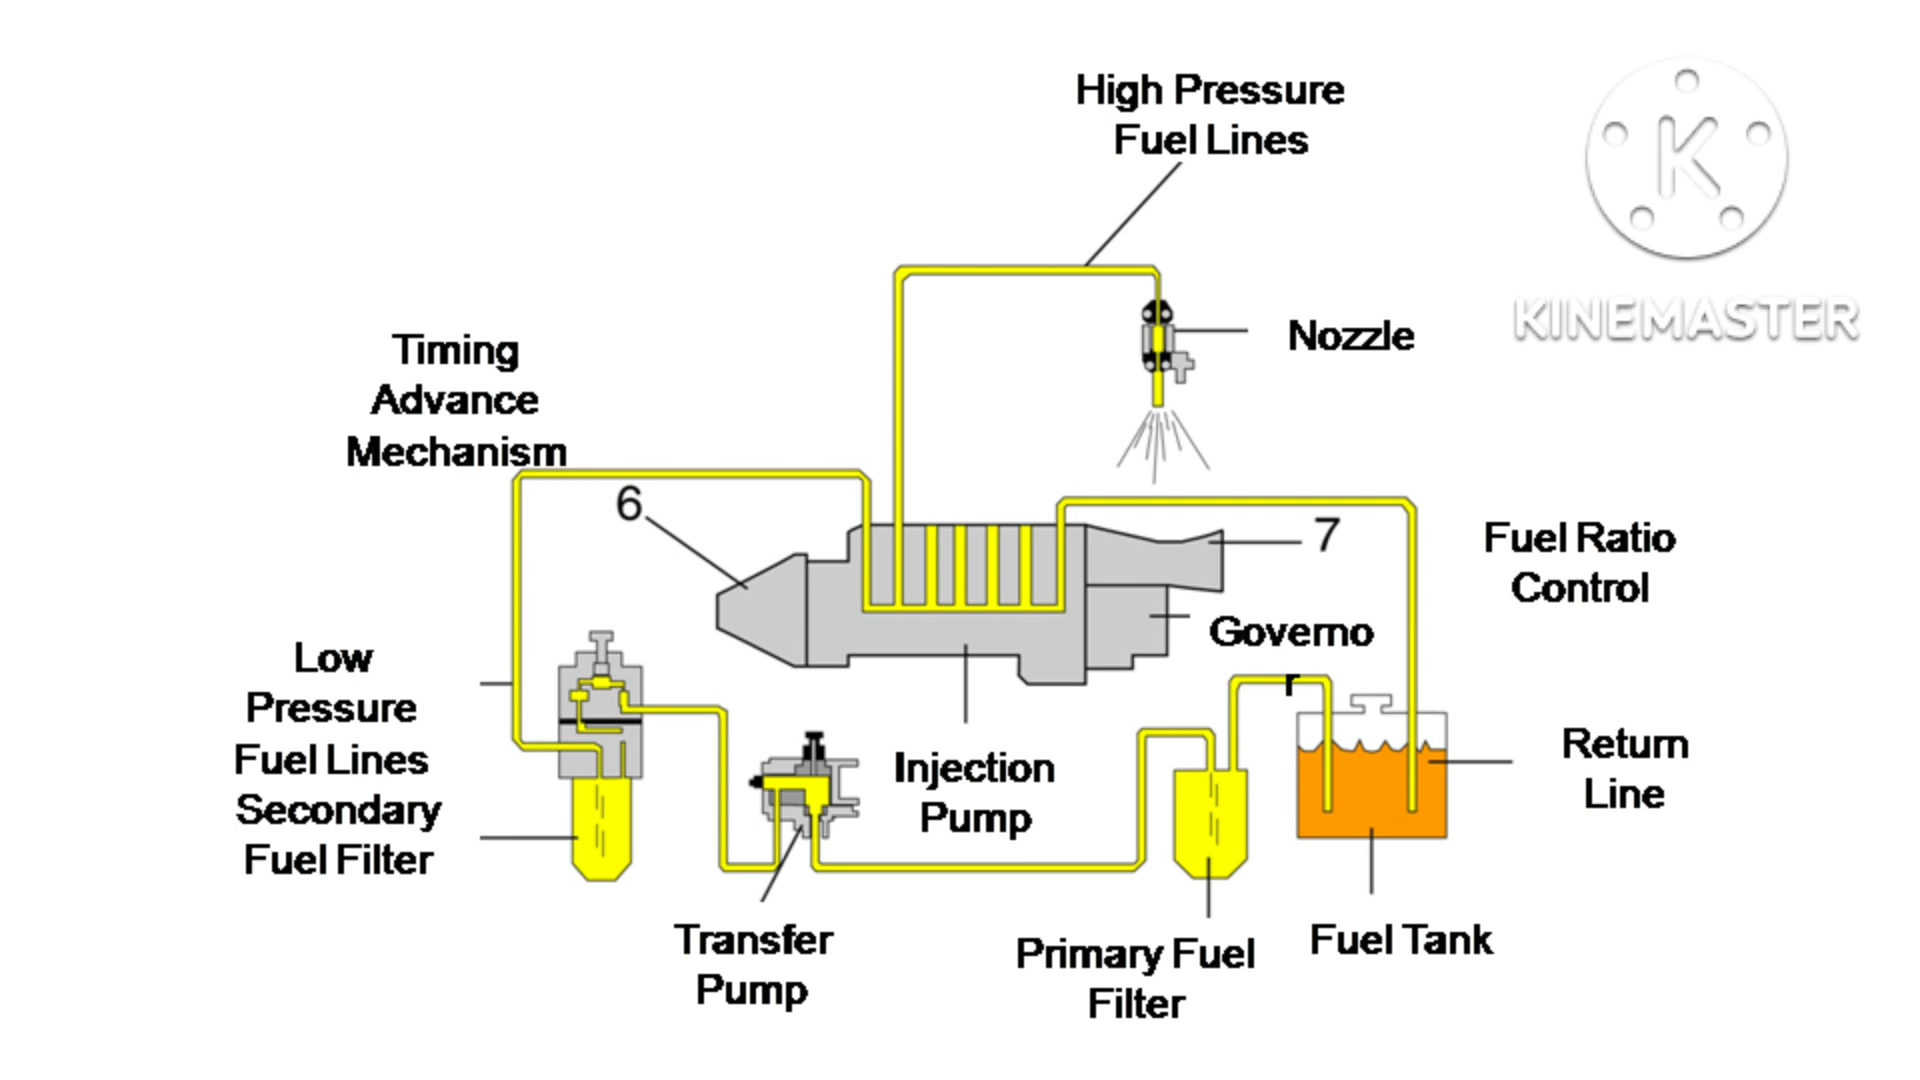 High Pressure
Fuel Lines
K
KINEMASTER
Nozzle
Timing
Advance
Mechanism
6
7
Fuel Ratio
Control
Governo
r
Low
Pressure
Fuel Lines
Secondary
Fuel Filter
Injection
Pump
Return
Line
Transfer
Pump
Primary Fuel
Filter
Fuel Tank